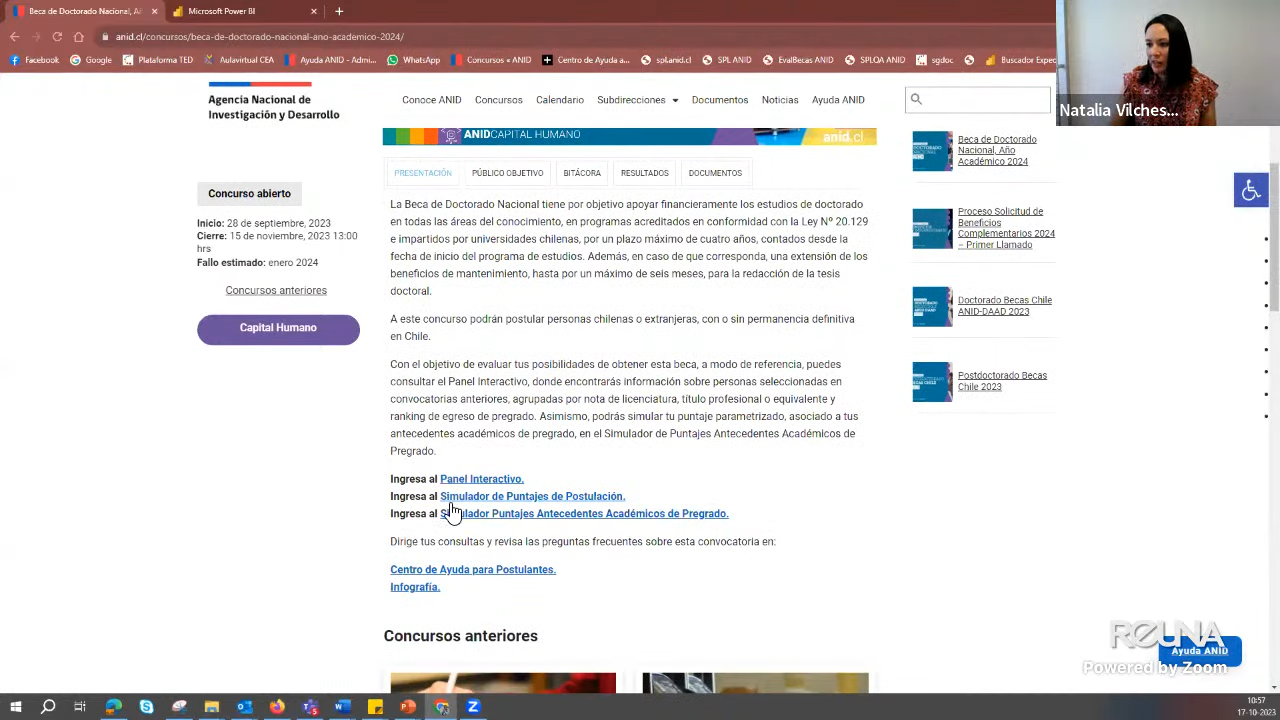 Beca de Doctorado Nacional, A
Microsoft Power BI
anid.cl/concursos/beca-de-doctorado-nacional-ano-academico-2024/
Facebook
Google
Plataforma TED
Aulavirtual CEA
Ayuda ANID - Admi...
WhatsApp
Concursos « ANID
Centro de Ayuda a...
spl.anid.cl
SPL ANID
EvalBecas ANID
SPLQA ANID
sgdoc
Buscador Exped
Natalia Vilches...
Agencia Nacional de
Investigación y Desarrollo
Conoce ANID
Concursos
Calendario
Subdirecciones
Documentos
Noticias
Ayuda ANID
ANIDCAPITAL HUMANO
anid.cl
PRESENTACIÓN
PÚBLICO OBJETIVO
BITÁCORA
RESULTADOS
DOCUMENTOS
Concurso abierto
Inicio: 28 de septiembre, 2023
Cierre: 15 de noviembre, 2023 13:00
hrs
Fallo estimado: enero 2024
Concursos anteriores
Capital Humano
La Beca de Doctorado Nacional tiene por objetivo apoyar financieramente los estudios de doctorado
en todas las áreas del conocimiento, en programas acreditados en conformidad con la Ley Nº 20.129
e impartidos por universidades chilenas, por un plazo máximo de cuatro años, contados desde la
fecha de inicio del programa de estudios. Además, en caso de que corresponda, una extensión de los
beneficios de mantenimiento, hasta por un máximo de seis meses, para la redacción de la tesis
doctoral.
A este concurso podrán postular personas chilenas o extranjeras, con o sin permanencia definitiva
en Chile.
Con el objetivo de evaluar tus posibilidades de obtener esta beca, a modo de referencia, puedes
consultar el Panel Interactivo, donde encontrarás información sobre personas seleccionadas en
convocatorias anteriores, agrupadas por nota de licenciatura, título profesional o equivalente y
ranking de egreso de pregrado. Asimismo, podrás simular tu puntaje parametrizado, asociado a tus
antecedentes académicos de pregrado, en el Simulador de Puntajes Antecedentes Académicos de
Pregrado.
Ingresa al Panel Interactivo.
Ingresa al Simulador de Puntajes de Postulación.
Ingresa al Simulador Puntajes Antecedentes Académicos de Pregrado.
Dirige tus consultas y revisa las preguntas frecuentes sobre esta convocatoria en:
Centro de Ayuda para Postulantes.
Infografía.
Concursos anteriores
Beca de Doctorado
Nacional, Año
Académico 2024
Proceso Solicitud de
Beneficios
Complementarios 2024
– Primer Llamado
Doctorado Becas Chile
ANID-DAAD 2023
Postdoctorado Becas
Chile 2023
REUNA
Ayuda ANID
Powered by Zoom
10:57
17-10-2023